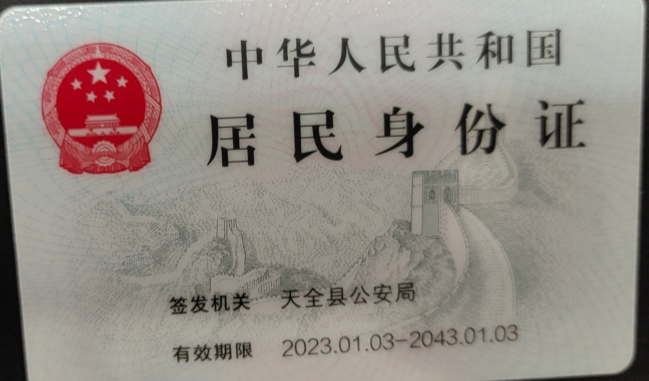 中华人民共和国
居民身份证
签发机关 天全县公安局
有效期限 2023.01.03-2043.01.03